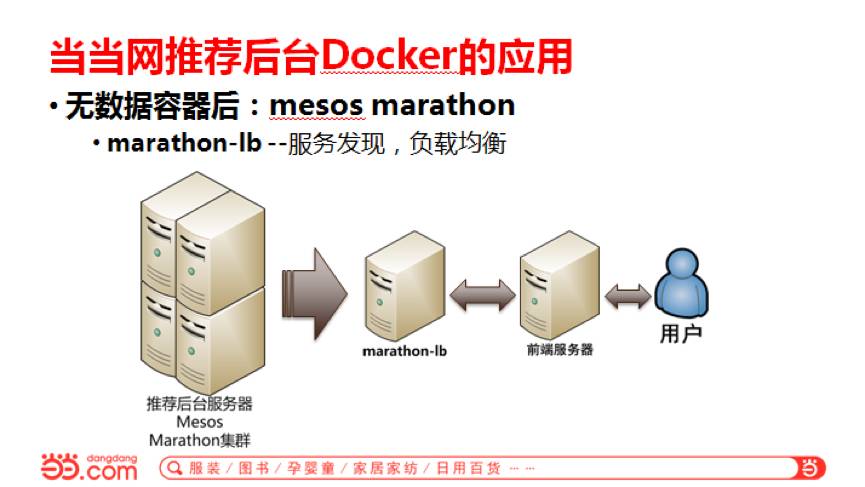 当当网推荐后台Docker的应用
• 无数据容器后：mesos marathon
• marathon-lb --服务发现，负载均衡
marathon-lb
前端服务器
用户
推荐后台服务器
Mesos
Marathon集群
dangdang
.com
服装 / 图书 / 孕婴童 / 家居家纺 / 日用百货 ┄ ┄